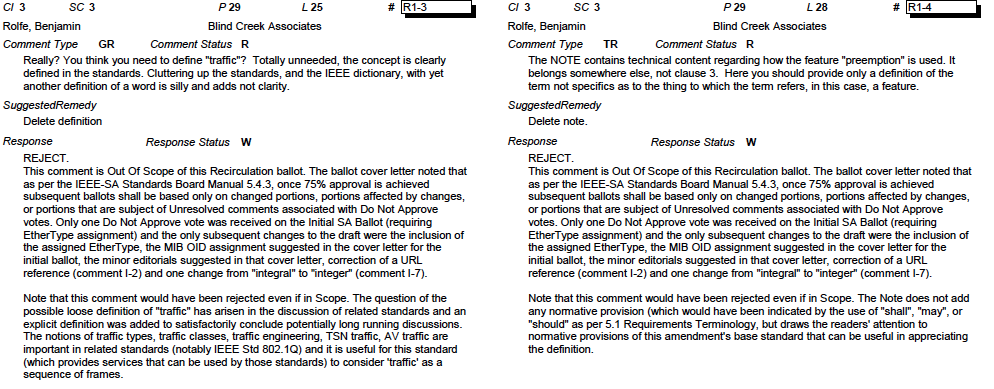 Cl 3 SC 3 P 29 L 25 # R1-3
Rolfe, Benjamin Blind Creek Associates
Comment Type GR Comment Status R
Really? You think you need to define "traffic"? Totally unneeded, the concept is clearly
defined in the standards. Cluttering up the standards, and the IEEE dictionary, with yet
another definition of a word is silly and adds not clarity.
SuggestedRemedy
Delete definition
Response Response Status W
REJECT.
This comment is Out Of Scope of this Recirculation ballot. The ballot cover letter noted that
as per the IEEE-SA Standards Board Manual 5.4.3, once 75% approval is achieved
subsequent ballots shall be based only on changed portions, portions affected by changes,
or portions that are subject of Unresolved comments associated with Do Not Approve
votes. Only one Do Not Approve vote was received on the Initial SA Ballot (requiring
EtherType assignment) and the only subsequent changes to the draft were the inclusion of
the assigned EtherType, the MIB OID assignment suggested in the cover letter for the
initial ballot, the minor editorials suggested in that cover letter, correction of a URL
reference (comment I-2) and one change from "integral" to "integer" (comment I-7).
Note that this comment would have been rejected even if in Scope. The question of the
possible loose definition of "traffic" has arisen in the discussion of related standards and an
explicit definition was added to satisfactorily conclude potentially long running discussions.
The notions of traffic types, traffic classes, traffic engineering, TSN traffic, AV traffic are
important in related standards (notably IEEE Std 802.1Q) and it is useful for this standard
(which provides services that can be used by those standards) to consider 'traffic' as a
sequence of frames.
Cl 3 SC 3 P 29 L 28 # R1-4
Rolfe, Benjamin Blind Creek Associates
Comment Type TR Comment Status R
The NOTE contains technical content regarding how the feature "preemption" is used. It
belongs somewhere else, not clause 3. Here you should provide only a definition of the
term not specifics as to the thing to which the term refers, in this case, a feature.
SuggestedRemedy
Delete note.
Response Response Status W
REJECT.
This comment is Out Of Scope of this Recirculation ballot. The ballot cover letter noted that
as per the IEEE-SA Standards Board Manual 5.4.3, once 75% approval is achieved
subsequent ballots shall be based only on changed portions, portions affected by changes,
or portions that are subject of Unresolved comments associated with Do Not Approve
votes. Only one Do Not Approve vote was received on the Initial SA Ballot (requiring
EtherType assignment) and the only subsequent changes to the draft were the inclusion of
the assigned EtherType, the MIB OID assignment suggested in the cover letter for the
initial ballot, the minor editorials suggested in that cover letter, correction of a URL
reference (comment I-2) and one change from "integral" to "integer" (comment I-7).
Note that this comment would have been rejected even if in Scope. The Note does not add
any normative provision (which would have been indicated by the use of "shall", "may", or
"should" as per 5.1 Requirements Terminology, but draws the readers' attention to
normative provisions of this amendment's base standard that can be useful in appreciating
the definition.